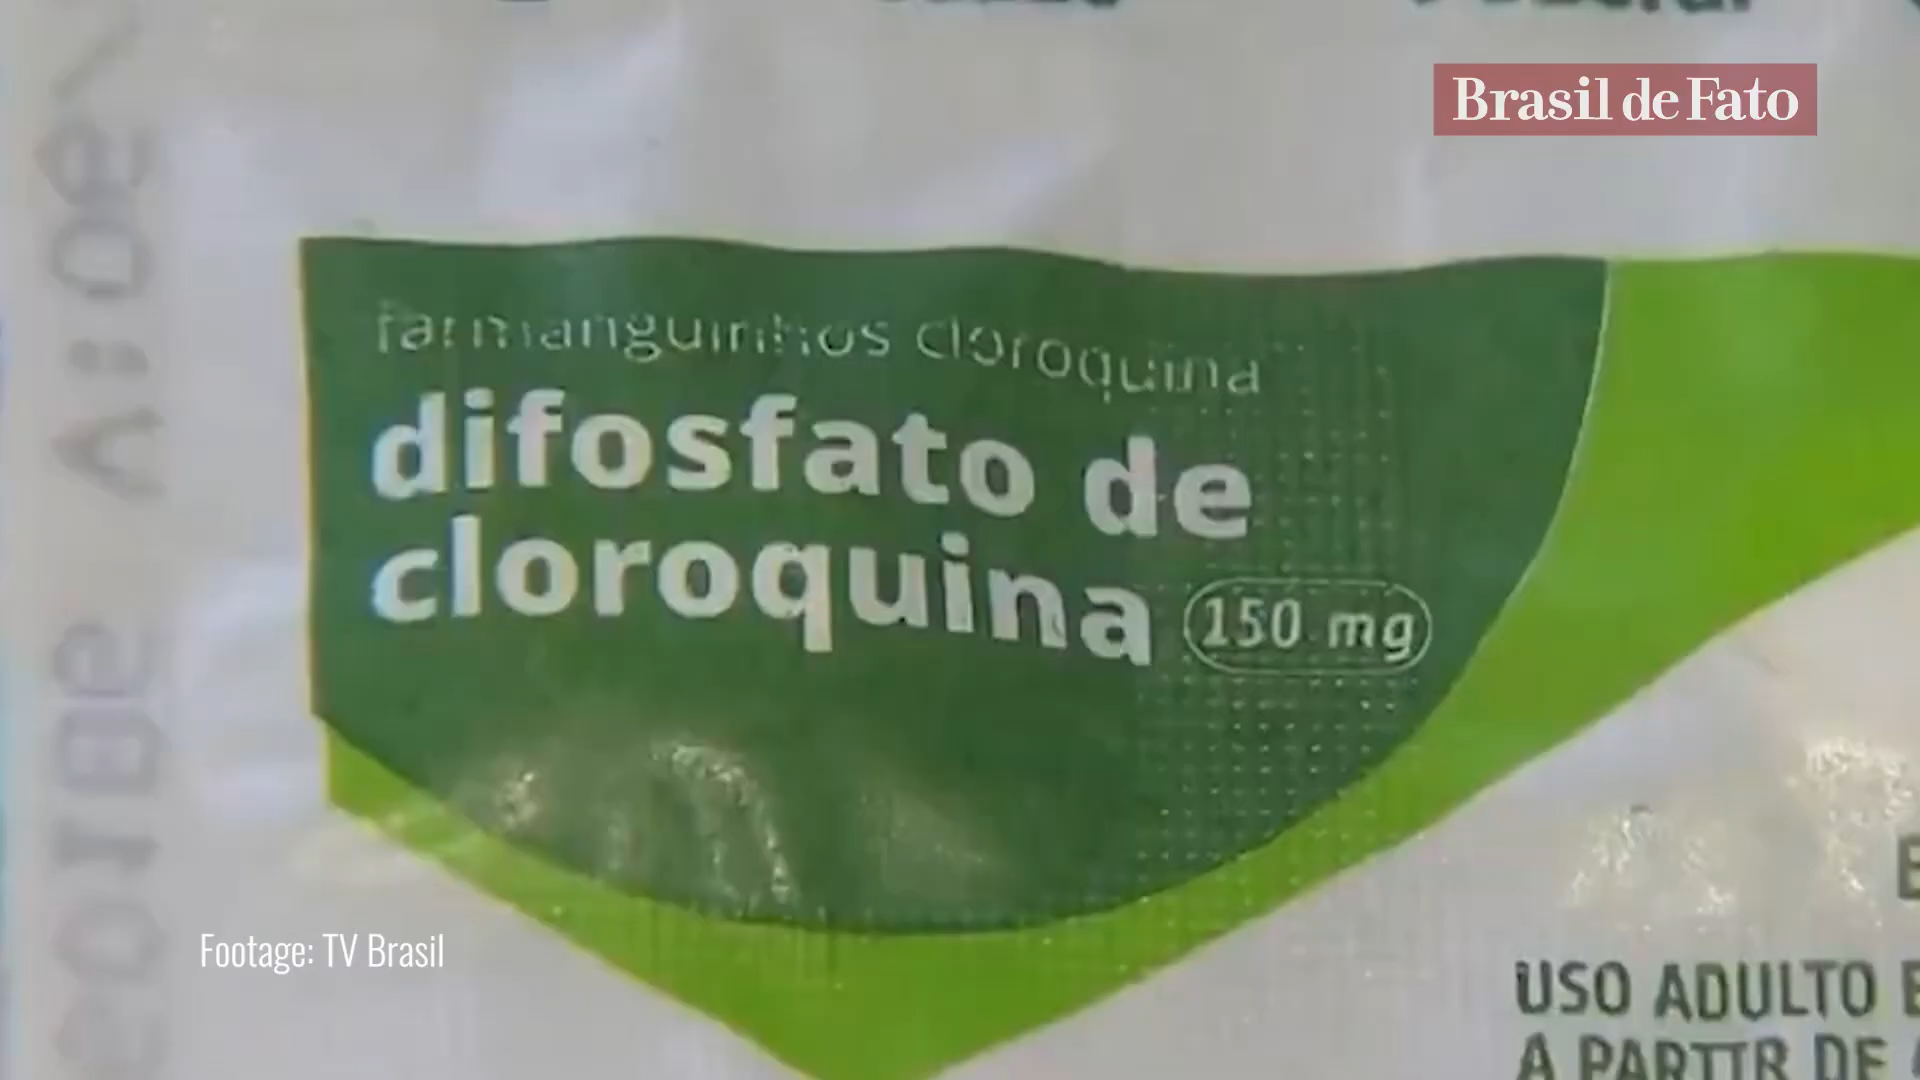 Brasil de Fato
farmanguinhos cloroquina
difosfato de
cloroquina 150 mg
Footage: TV Brasil
USO ADULTO E
A PARTIR DE